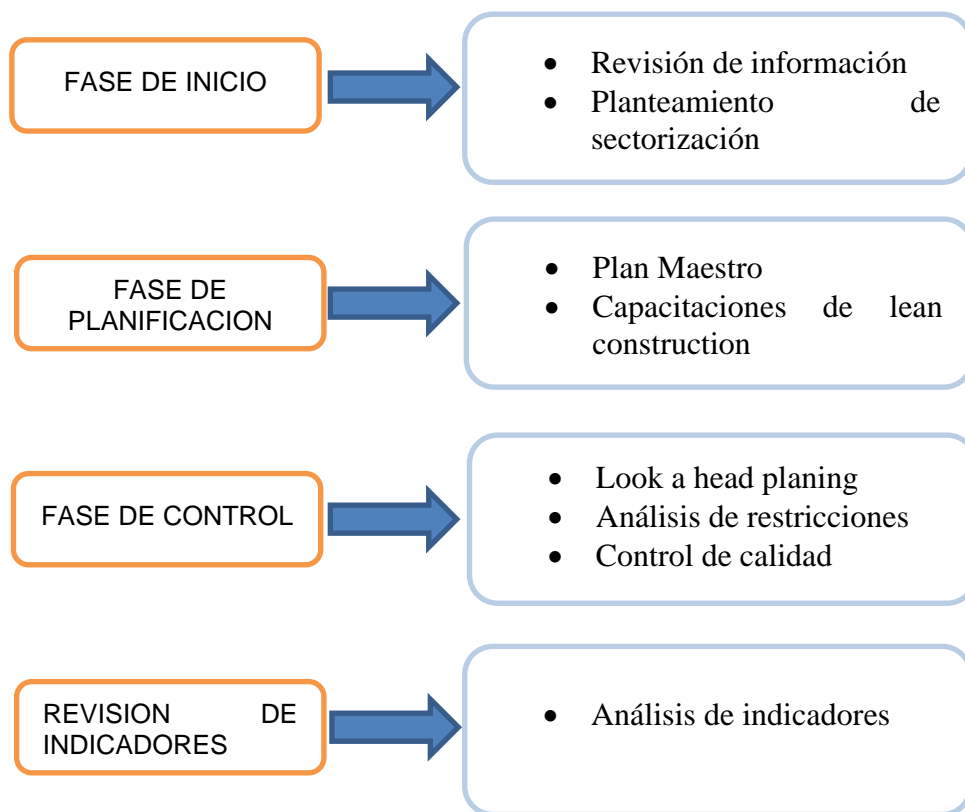 FASE DE INICIO
• Revisión de información
• Planteamiento de
sectorización
FASE DE
PLANIFICACION
• Plan Maestro
• Capacitaciones de lean
construction
FASE DE CONTROL
• Look a head planing
• Análisis de restricciones
• Control de calidad
REVISION DE
INDICADORES
• Análisis de indicadores